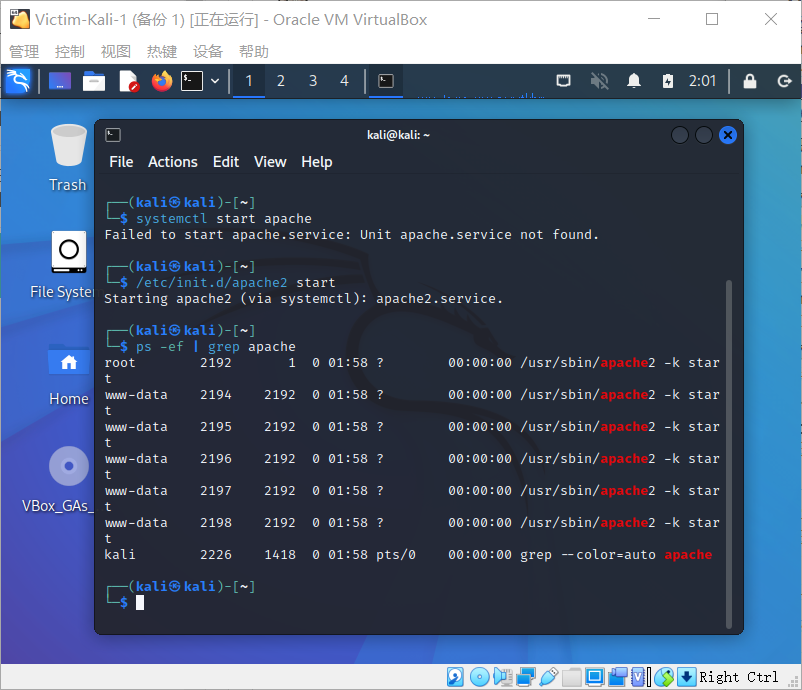 Victim-Kali-1 (备份 1) [正在运行] - Oracle VM VirtualBox
管理 控制 视图 热键 设备 帮助
1 2 3 4 2:01
kali@kali: ~
File Actions Edit View Help
Trash
File Syste
Home
VBox_GAs_
┌──(kali㉿kali)-[~]
└─$ systemctl start apache
Failed to start apache.service: Unit apache.service not found.
┌──(kali㉿kali)-[~]
└─$ /etc/init.d/apache2 start
Starting apache2 (via systemctl): apache2.service.
┌──(kali㉿kali)-[~]
└─$ ps -ef | grep apache
root 2192 1 0 01:58 ? 00:00:00 /usr/sbin/apache2 -k star
t
www-data 2194 2192 0 01:58 ? 00:00:00 /usr/sbin/apache2 -k star
t
www-data 2195 2192 0 01:58 ? 00:00:00 /usr/sbin/apache2 -k star
t
www-data 2196 2192 0 01:58 ? 00:00:00 /usr/sbin/apache2 -k star
t
www-data 2197 2192 0 01:58 ? 00:00:00 /usr/sbin/apache2 -k star
t
www-data 2198 2192 0 01:58 ? 00:00:00 /usr/sbin/apache2 -k star
t
kali 2226 1418 0 01:58 pts/0 00:00:00 grep --color=auto apache
┌──(kali㉿kali)-[~]
└─$
Right Ctrl